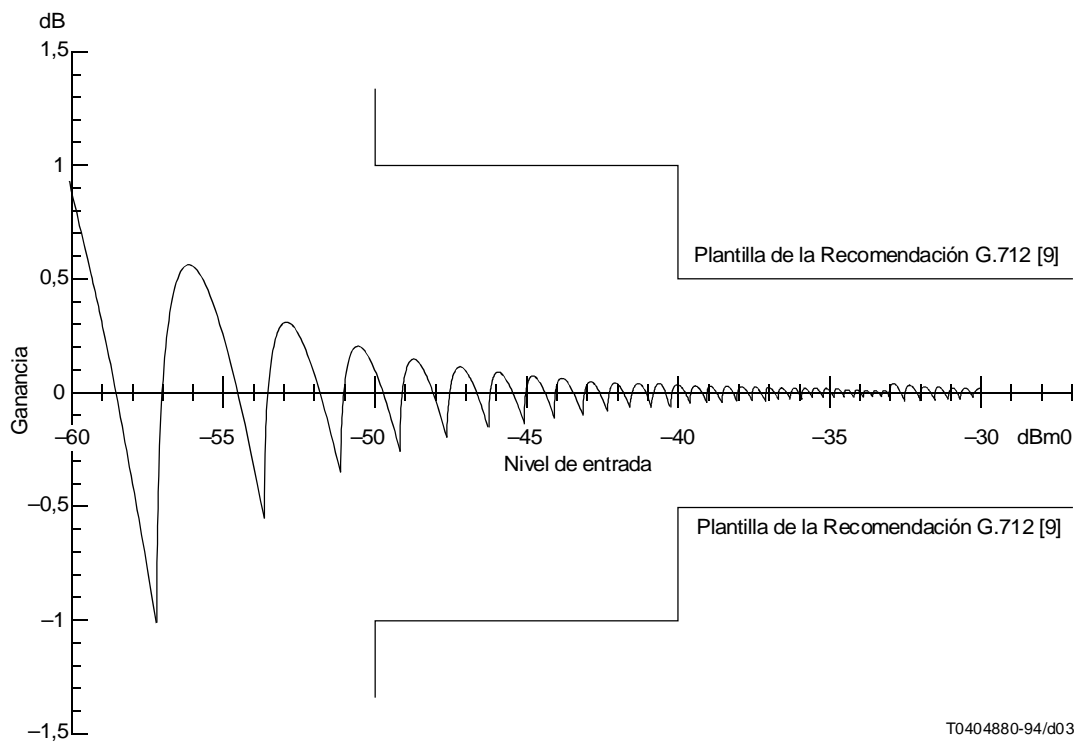 dB
1,5
1
Plantilla de la Recomendación G.712 [9]
0,5
Ganancia
0
–60
–55
–50
–45
–40
–35
–30
dBm0
Nivel de entrada
–0,5
Plantilla de la Recomendación G.712 [9]
–1
–1,5
T0404880-94/d03